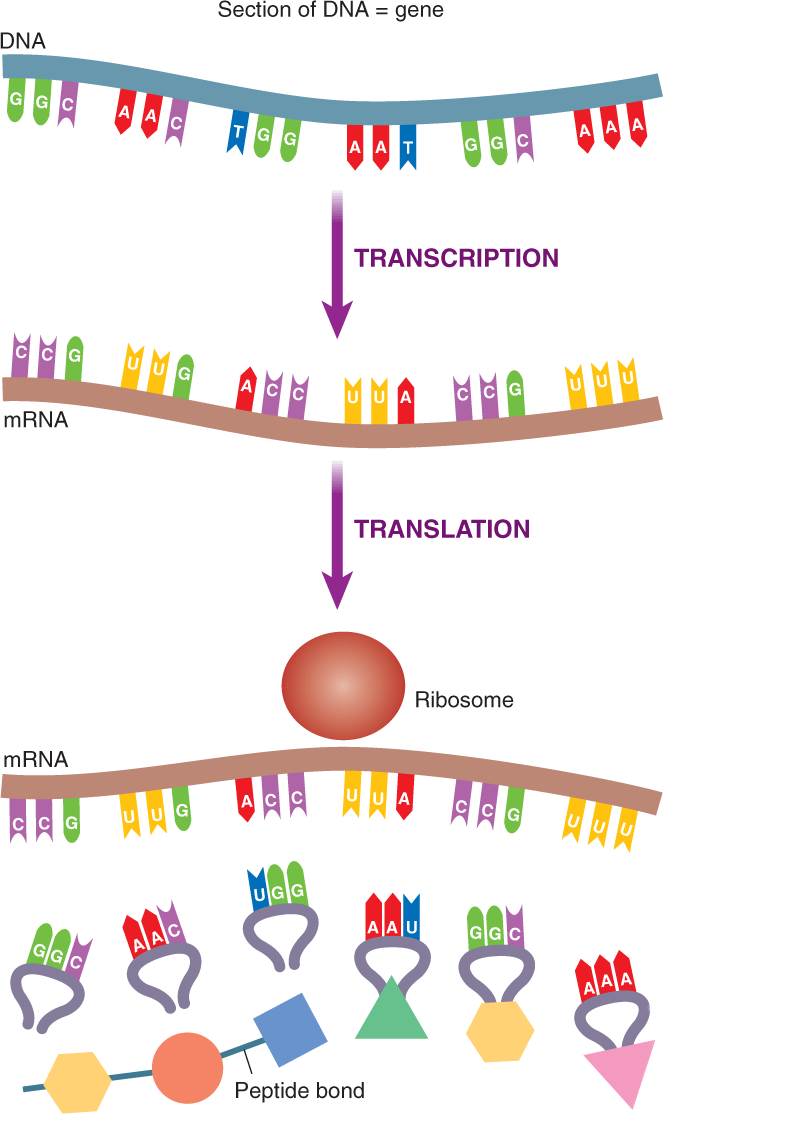 Section of DNA = gene
DNA
G G C A A C T G G A A T G G C A A A
TRANSCRIPTION
C C G U U G A C C U U A C C G U U U
mRNA
TRANSLATION
Ribosome
mRNA
C C G U U G A C C U U A C C G U U U
G G C A A C U G G A A U G G C A A A
Peptide bond